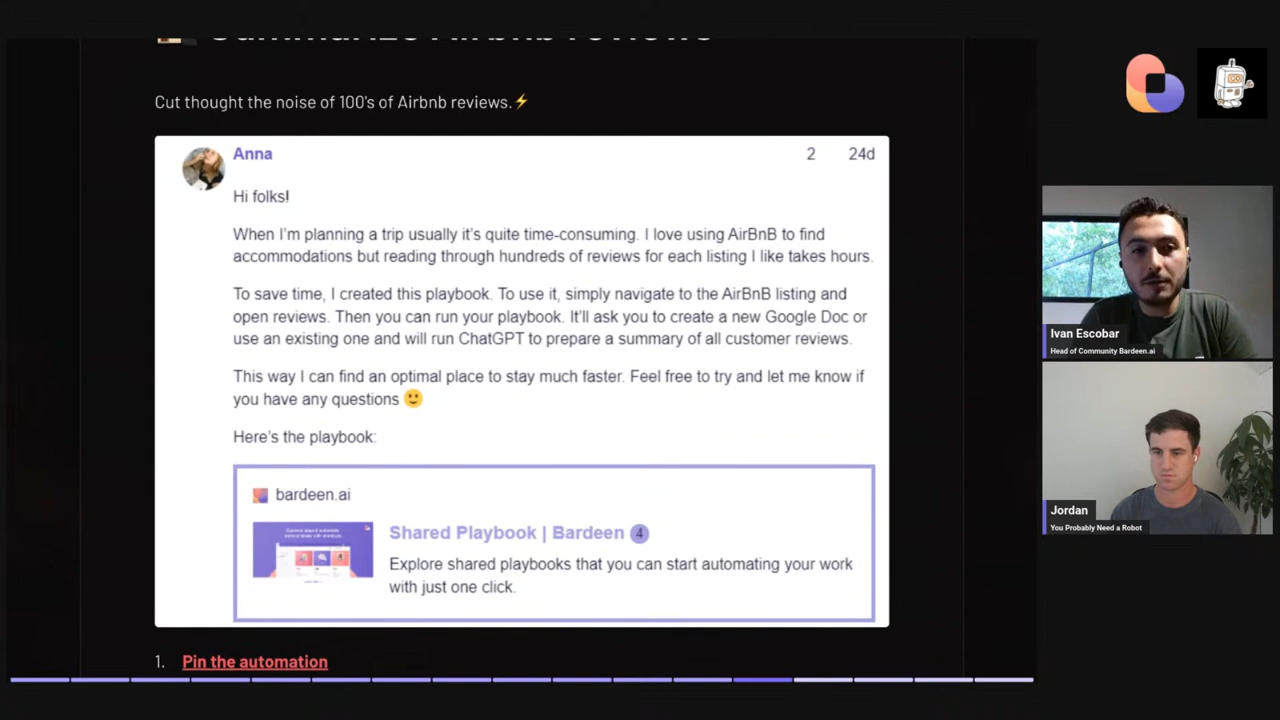 Summarize Airbnb reviews
Cut thought the noise of 100's of Airbnb reviews.⚡
Anna
2 24d
Hi folks!
When I'm planning a trip usually it's quite time-consuming. I love using AirBnB to find
accommodations but reading through hundreds of reviews for each listing I like takes hours.
To save time, I created this playbook. To use it, simply navigate to the AirBnB listing and
open reviews. Then you can run your playbook. It'll ask you to create a new Google Doc or
use an existing one and will run ChatGPT to prepare a summary of all customer reviews.
This way I can find an optimal place to stay much faster. Feel free to try and let me know if
you have any questions 🙂
Here's the playbook:
bardeen.ai
Shared Playbook | Bardeen 4
Explore shared playbooks that you can start automating your work
with just one click.
1. Pin the automation
Ivan Escobar
Head of Community Bardeen.ai
Jordan
You Probably Need a Robot